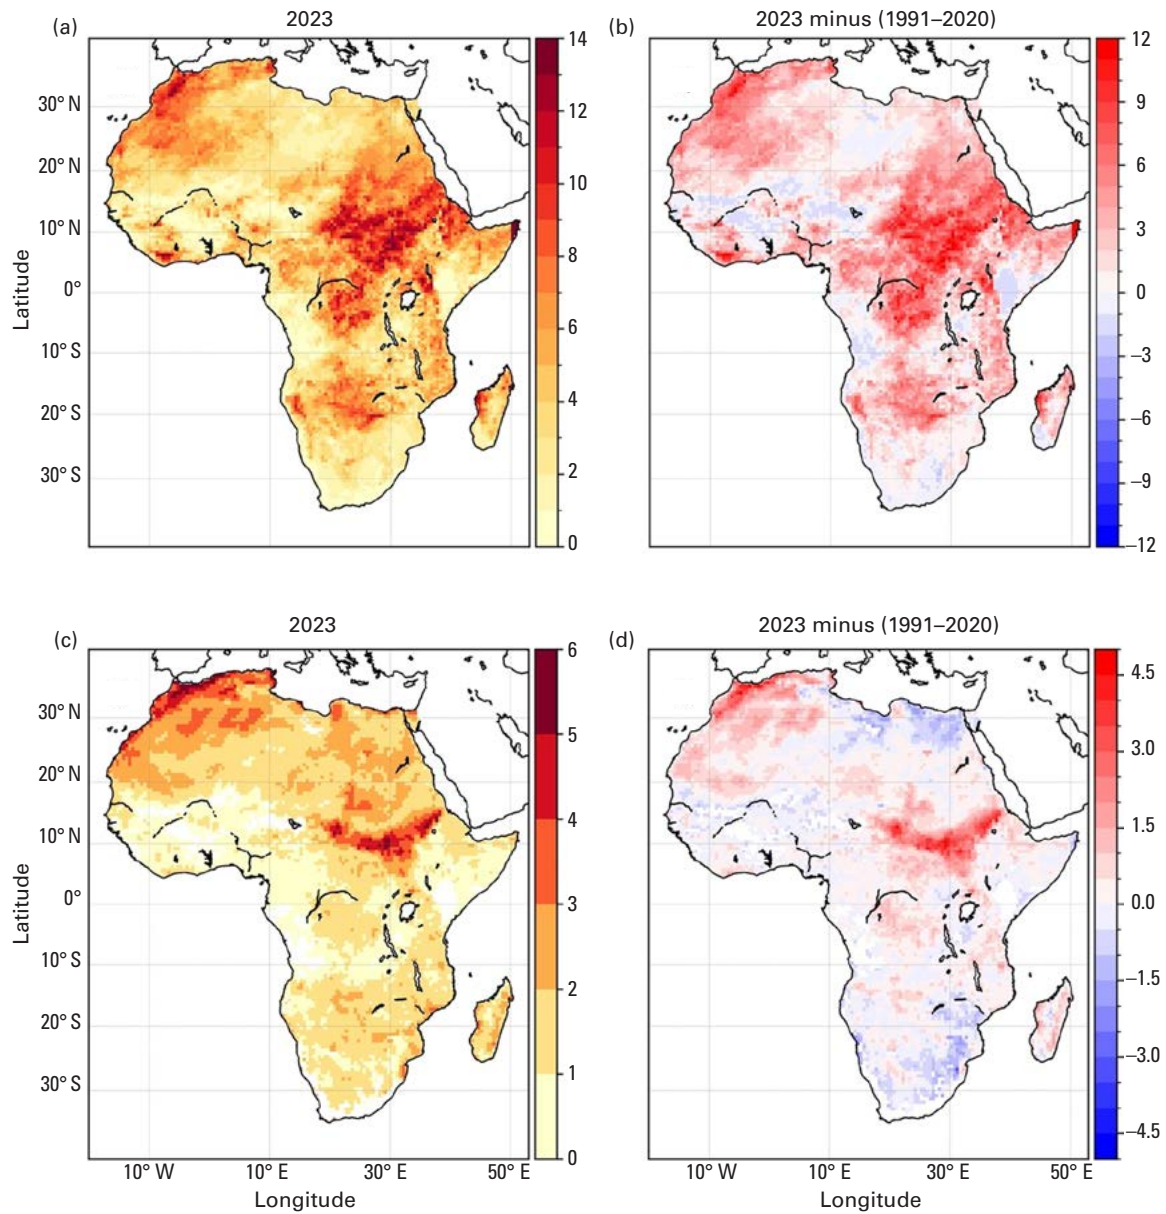 (a) 2023
(b) 2023 minus (1991–2020)
14
12
10
8
6
4
2
0
12
9
6
3
0
−3
−6
−9
−12
30° N
20° N
10° N
0°
10° S
20° S
30° S
Latitude
(c) 2023
(d) 2023 minus (1991–2020)
6
5
4
3
2
1
0
4.5
3.0
1.5
0.0
−1.5
−3.0
−4.5
30° N
20° N
10° N
0°
10° S
20° S
30° S
Latitude
10° W 10° E 30° E 50° E
10° W 10° E 30° E 50° E
Longitude
Longitude